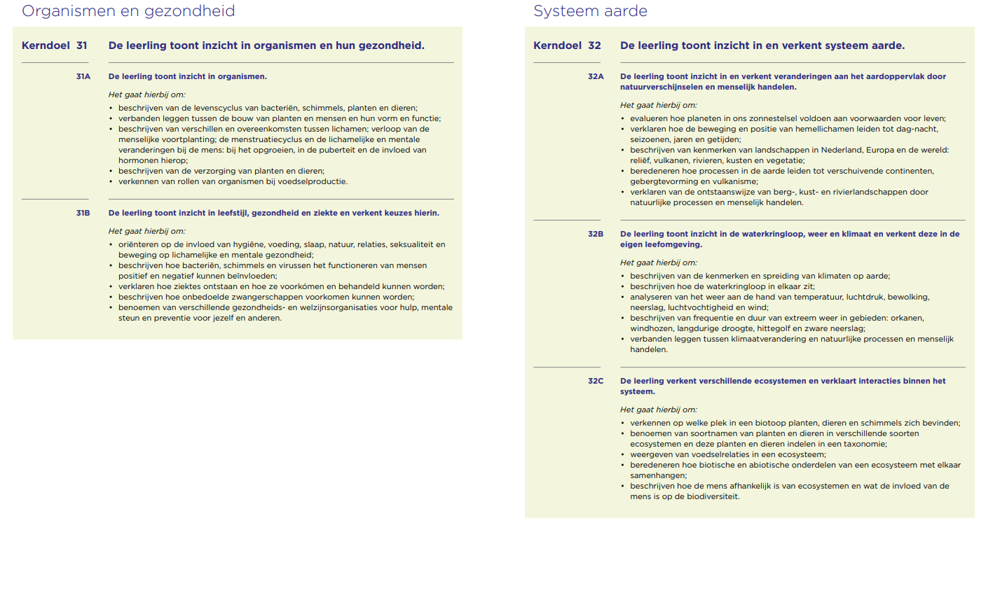 Organismen en gezondheid
Kerndoel 31 De leerling toont inzicht in organismen en hun gezondheid.
31A De leerling toont inzicht in organismen.
Het gaat hierbij om:
• beschrijven van de levenscyclus van bacteriën, schimmels, planten en dieren;
• verbanden leggen tussen de bouw van planten en mensen en hun vorm en functie;
• beschrijven van verschillen en overeenkomsten tussen lichamen; verloop van de
menselijke voortplanting; de menstruatiecyclus en de lichamelijke en mentale
veranderingen bij de mens: bij het opgroeien, in de puberteit en de invloed van
hormonen hierop;
• beschrijven van de verzorging van planten en dieren;
• verkennen van rollen van organismen bij voedselproductie.
31B De leerling toont inzicht in leefstijl, gezondheid en ziekte en verkent keuzes hierin.
Het gaat hierbij om:
• oriënteren op de invloed van hygiëne, voeding, slaap, natuur, relaties, seksualiteit en
beweging op lichamelijke en mentale gezondheid;
• beschrijven hoe bacteriën, schimmels en virussen het functioneren van mensen
positief en negatief kunnen beïnvloeden;
• verklaren hoe ziektes ontstaan en hoe ze voorkómen en behandeld kunnen worden;
• beschrijven hoe onbedoelde zwangerschappen voorkomen kunnen worden;
• benoemen van verschillende gezondheids- en welzijnsorganisaties voor hulp, mentale
steun en preventie voor jezelf en anderen.
Systeem aarde
Kerndoel 32 De leerling toont inzicht in en verkent systeem aarde.
32A De leerling toont inzicht in en verkent veranderingen aan het aardoppervlak door
natuurverschijnselen en menselijk handelen.
Het gaat hierbij om:
• evalueren hoe planeten in ons zonnestelsel voldoen aan voorwaarden voor leven;
• verklaren hoe de beweging en positie van hemellichamen leiden tot dag-nacht,
seizoenen, jaren en getijden;
• beschrijven van kenmerken van landschappen in Nederland, Europa en de wereld:
reliëf, vulkanen, rivieren, kusten en vegetatie;
• beredeneren hoe processen in de aarde leiden tot verschuivende continenten,
gebergtevorming en vulkanisme;
• verklaren van de ontstaanswijze van berg-, kust- en rivierlandschappen door
natuurlijke processen en menselijk handelen.
32B De leerling toont inzicht in de waterkringloop, weer en klimaat en verkent deze in de
eigen leefomgeving.
Het gaat hierbij om:
• beschrijven van de kenmerken en spreiding van klimaten op aarde;
• beschrijven hoe de waterkringloop in elkaar zit;
• analyseren van het weer aan de hand van temperatuur, luchtdruk, bewolking,
neerslag, luchtvochtigheid en wind;
• beschrijven van frequentie en duur van extreem weer in gebieden: orkanen,
windhozen, langdurige droogte, hittegolf en zware neerslag;
• verbanden leggen tussen klimaatverandering en natuurlijke processen en menselijk
handelen.
32C De leerling verkent verschillende ecosystemen en verklaart interacties binnen het
systeem.
Het gaat hierbij om:
• verkennen op welke plek in een biotoop planten, dieren en schimmels zich bevinden;
• benoemen van soortnamen van planten en dieren in verschillende soorten
ecosystemen en deze planten en dieren indelen in een taxonomie;
• weergeven van voedselrelaties in een ecosysteem;
• beredeneren hoe biotische en abiotische onderdelen van een ecosysteem met elkaar
samenhangen;
• beschrijven hoe de mens afhankelijk is van ecosystemen en wat de invloed van de
mens is op de biodiversiteit.